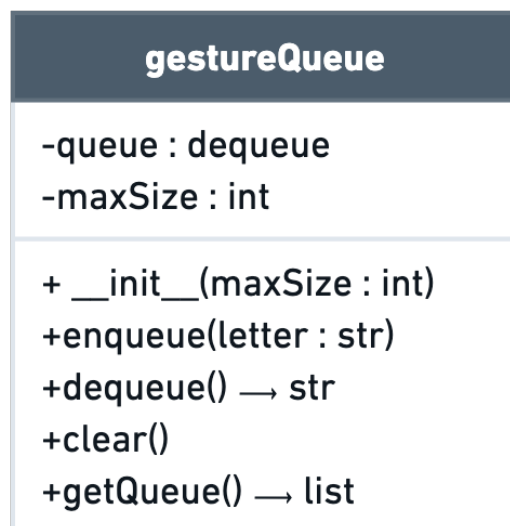 gestureQueue
-queue : dequeue
-maxSize : int
+ __init__(maxSize : int)
+enqueue(letter : str)
+dequeue() → str
+clear()
+getQueue() → list